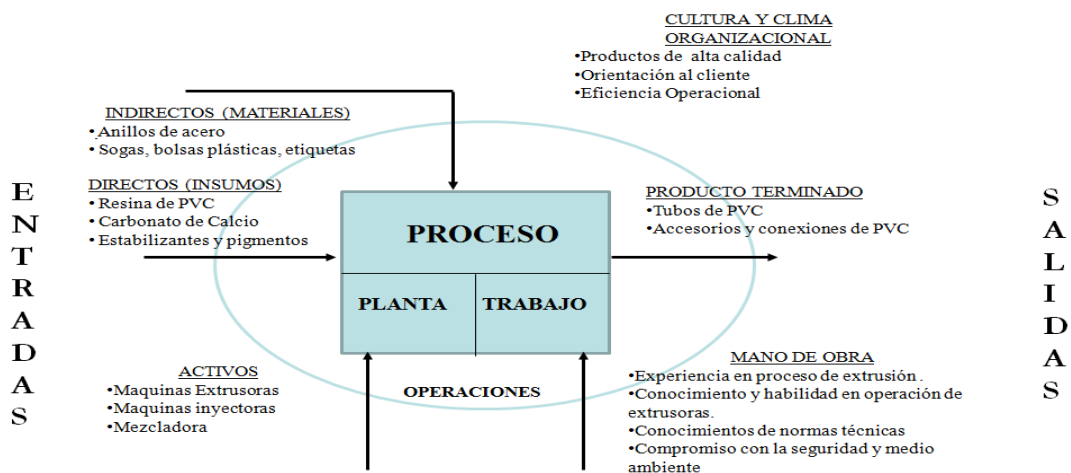 CULTURA Y CLIMA
ORGANIZACIONAL
•Productos de alta calidad
•Orientación al cliente
•Eficiencia Operacional
INDIRECTOS (MATERIALES)
•Anillos de acero
•Sogas, bolsas plásticas, etiquetas
ENTRADAS
DIRECTOS (INSUMOS)
•Resina de PVC
•Carbonato de Calcio
•Estabilizantes y pigmentos
PROCESO
PLANTA
TRABAJO
OPERACIONES
PRODUCTO TERMINADO
•Tubos de PVC
•Accesorios y conexiones de PVC
SALIDAS
ACTIVOS
•Maquinas Extrusoras
•Maquinas inyectoras
•Mezcladora
MANO DE OBRA
•Experiencia en proceso de extrusión .
•Conocimiento y habilidad en operación de
extrusoras.
•Conocimientos de normas técnicas
•Compromiso con la seguridad y medio
ambiente